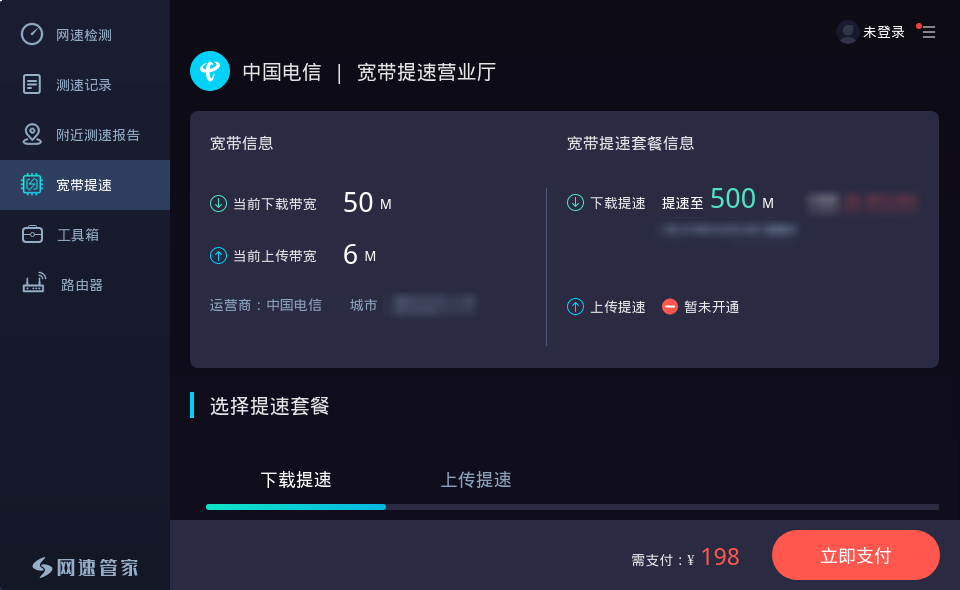 网速检测
测速记录
附近测速报告
宽带提速
工具箱
路由器
网速管家
未登录
中国电信 | 宽带提速营业厅
宽带信息
当前下载带宽 50 M
当前上传带宽 6 M
运营商：中国电信 城市
宽带提速套餐信息
下载提速 提速至 500 M
上传提速 暂未开通
选择提速套餐
下载提速 上传提速
需支付：¥ 198
立即支付